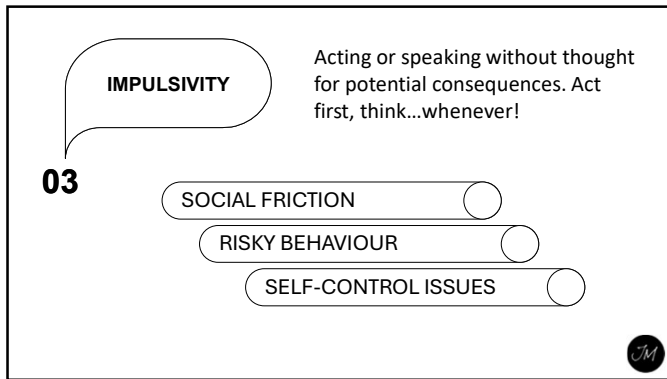 IMPULSIVITY
Acting or speaking without thought
for potential consequences. Act
first, think…whenever!
03
SOCIAL FRICTION
RISKY BEHAVIOUR
SELF-CONTROL ISSUES
JM